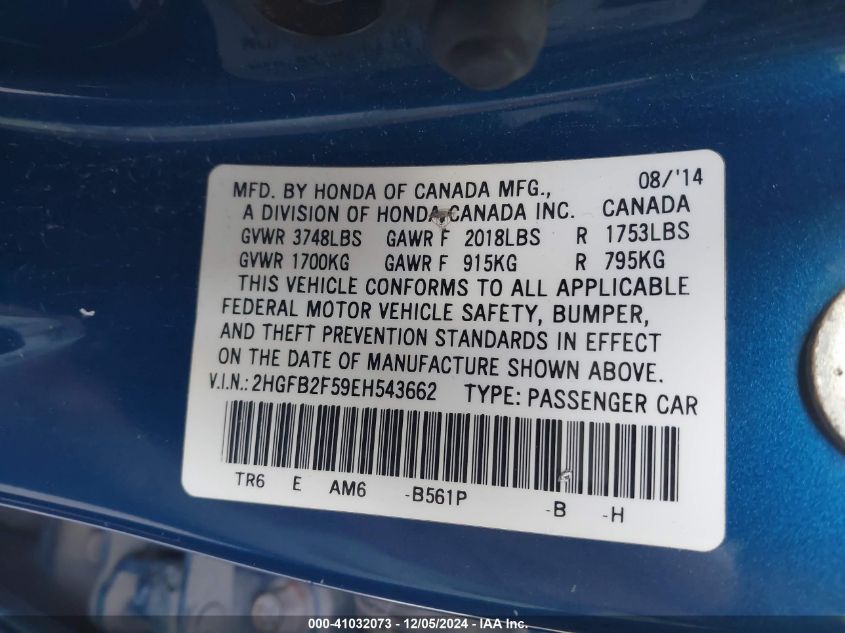 MFD. BY HONDA OF CANADA MFG., 08/'14
A DIVISION OF HONDA CANADA INC. CANADA
GVWR 3748LBS GAWR F 2018LBS R 1753LBS
GVWR 1700KG GAWR F 915KG R 795KG
THIS VEHICLE CONFORMS TO ALL APPLICABLE
FEDERAL MOTOR VEHICLE SAFETY, BUMPER,
AND THEFT PREVENTION STANDARDS IN EFFECT
ON THE DATE OF MANUFACTURE SHOWN ABOVE.
V.I.N.: 2HGFB2F59EH543662 TYPE: PASSENGER CAR
TR6 E AM6 -B561P -B -H
000-41032073 - 12/05/2024 - IAA Inc.